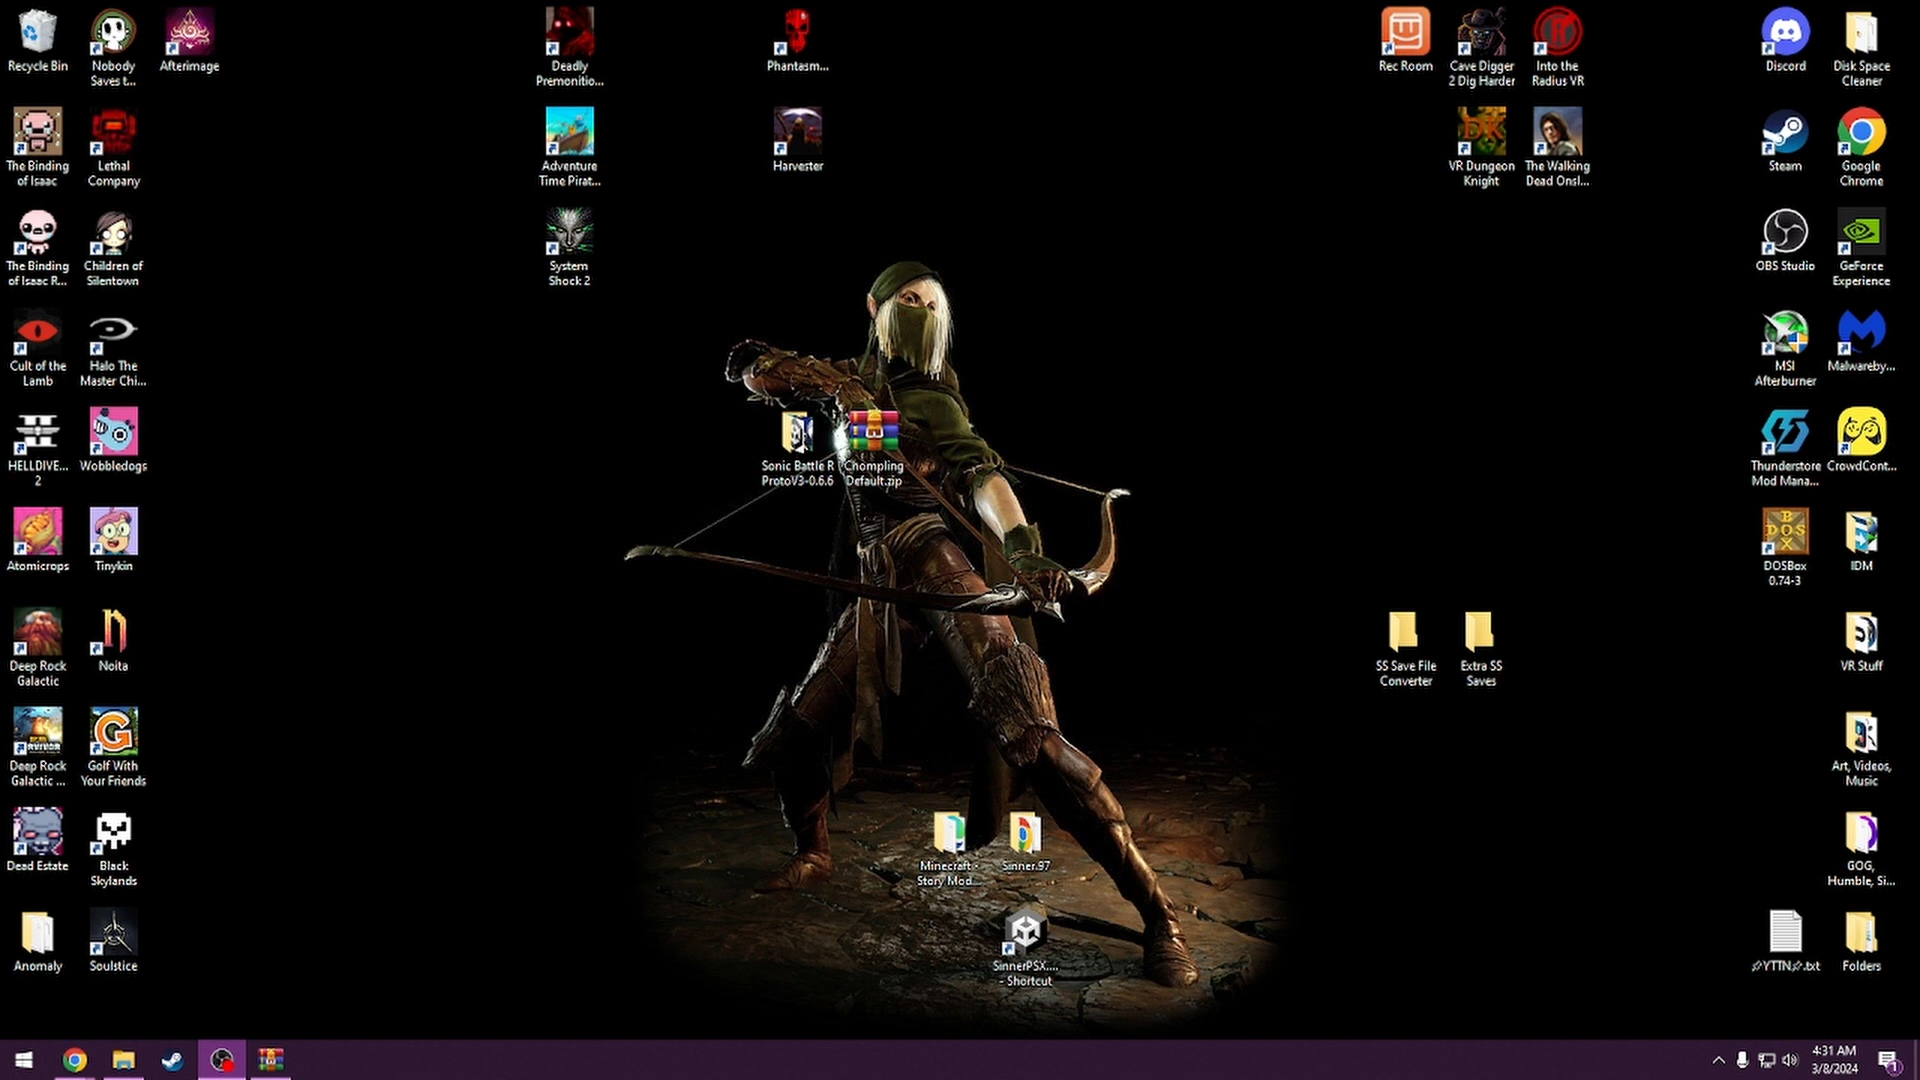 Recycle Bin
Nobody
Saves t...
Afterimage
Deadly
Premonitio...
Phantasm...
Rec Room
Cave Digger
2 Dig Harder
Into the
Radius VR
Discord
Disk Space
Cleaner
The Binding
of Isaac
Lethal
Company
Adventure
Time Pirat...
Harvester
VR Dungeon
Knight
The Walking
Dead Onsl...
Steam
Google
Chrome
The Binding
of Isaac R...
Children of
Silentown
System
Shock 2
OBS Studio
GeForce
Experience
Cult of the
Lamb
Halo The
Master Chi...
MSI
Afterburner
Malwareby...
HELLDIVE...
2
Wobbledogs
Sonic Battle R
ProtoV3-0.6.6
Chompling
Default.zip
Thunderstore
Mod Mana...
CrowdCont...
Atomicrops
Tinykin
DOSBox
0.74-3
IDM
Deep Rock
Galactic
Noita
SS Save File
Converter
Extra SS
Saves
VR Stuff
Deep Rock
Galactic ...
Golf With
Your Friends
Art, Videos,
Music
Dead Estate
Black
Skylands
Minecraft -
Story Mod...
Sinner.97
GOG,
Humble, Si...
Anomaly
Soulstice
SinnerPSX....
- Shortcut
☆YTTN☆.txt
Folders
4:31 AM
3/8/2024
1